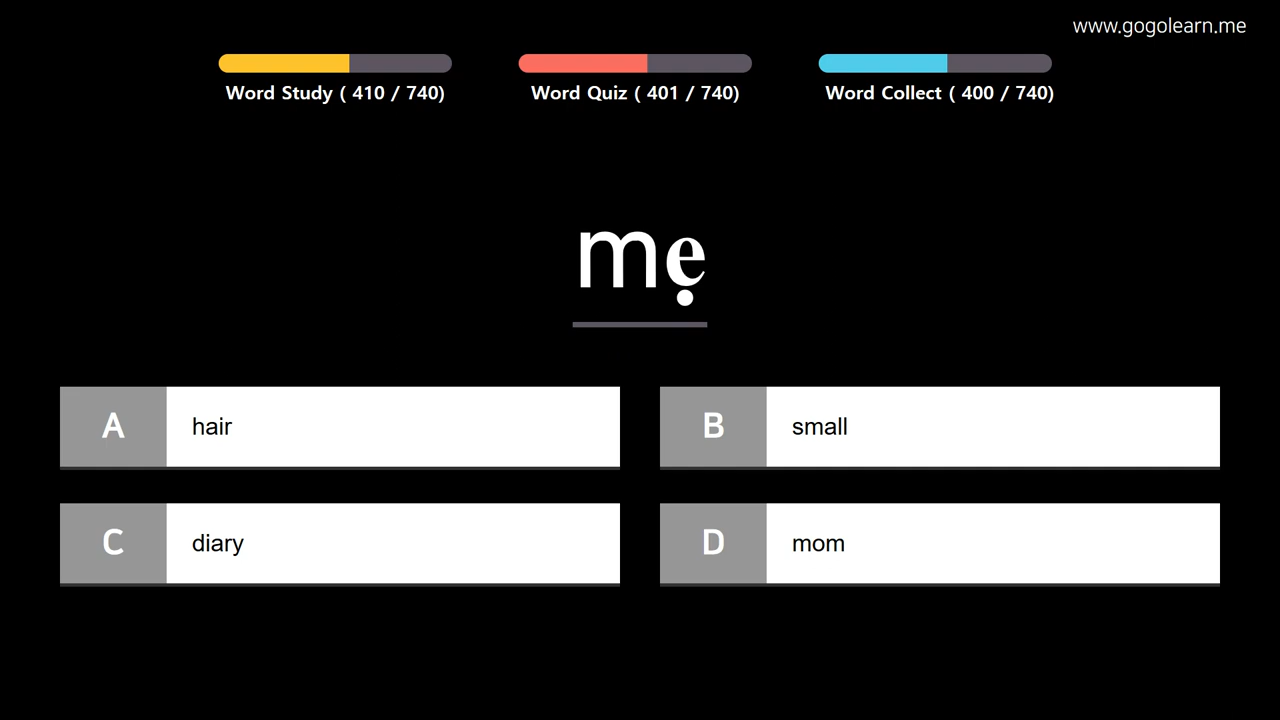 www.gogolearn.me
Word Study ( 410 / 740)
Word Quiz ( 401 / 740)
Word Collect ( 400 / 740)
mẹ
A hair
B small
C diary
D mom